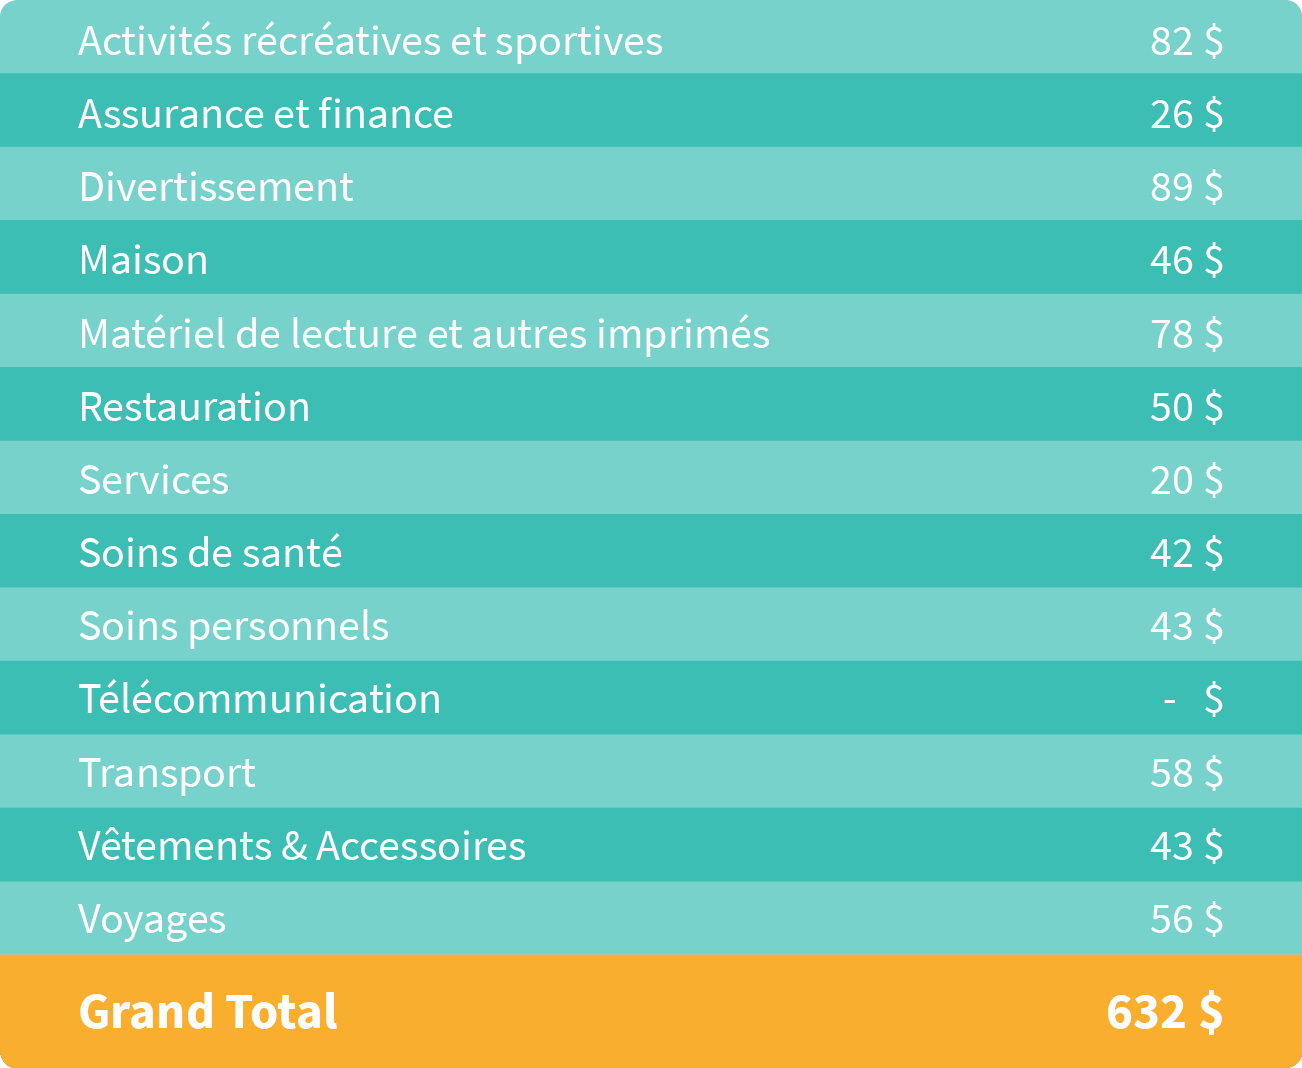 Activités récréatives et sportives 82 $
Assurance et finance 26 $
Divertissement 89 $
Maison 46 $
Matériel de lecture et autres imprimés 78 $
Restauration 50 $
Services 20 $
Soins de santé 42 $
Soins personnels 43 $
Télécommunication - $
Transport 58 $
Vêtements & Accessoires 43 $
Voyages 56 $
Grand Total 632 $